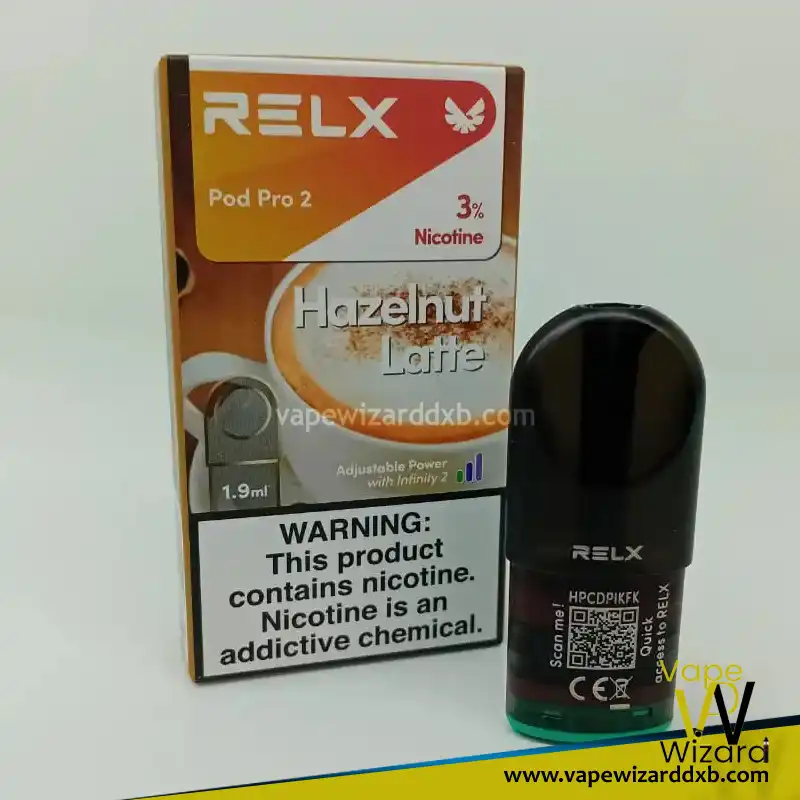 RELX
Pod Pro 2
3%
Nicotine
Hazelnut
Latte
vapewizarddxb.com
Adjustable Power
with Infinity 2
1.9ml
WARNING:
This product
contains nicotine.
Nicotine is an
addictive chemical.
RELX
HPCDPIKFK
Scan me!
Quick
access to RELX
CE
Vape
VW
Wizard
www.vapewizarddxb.com